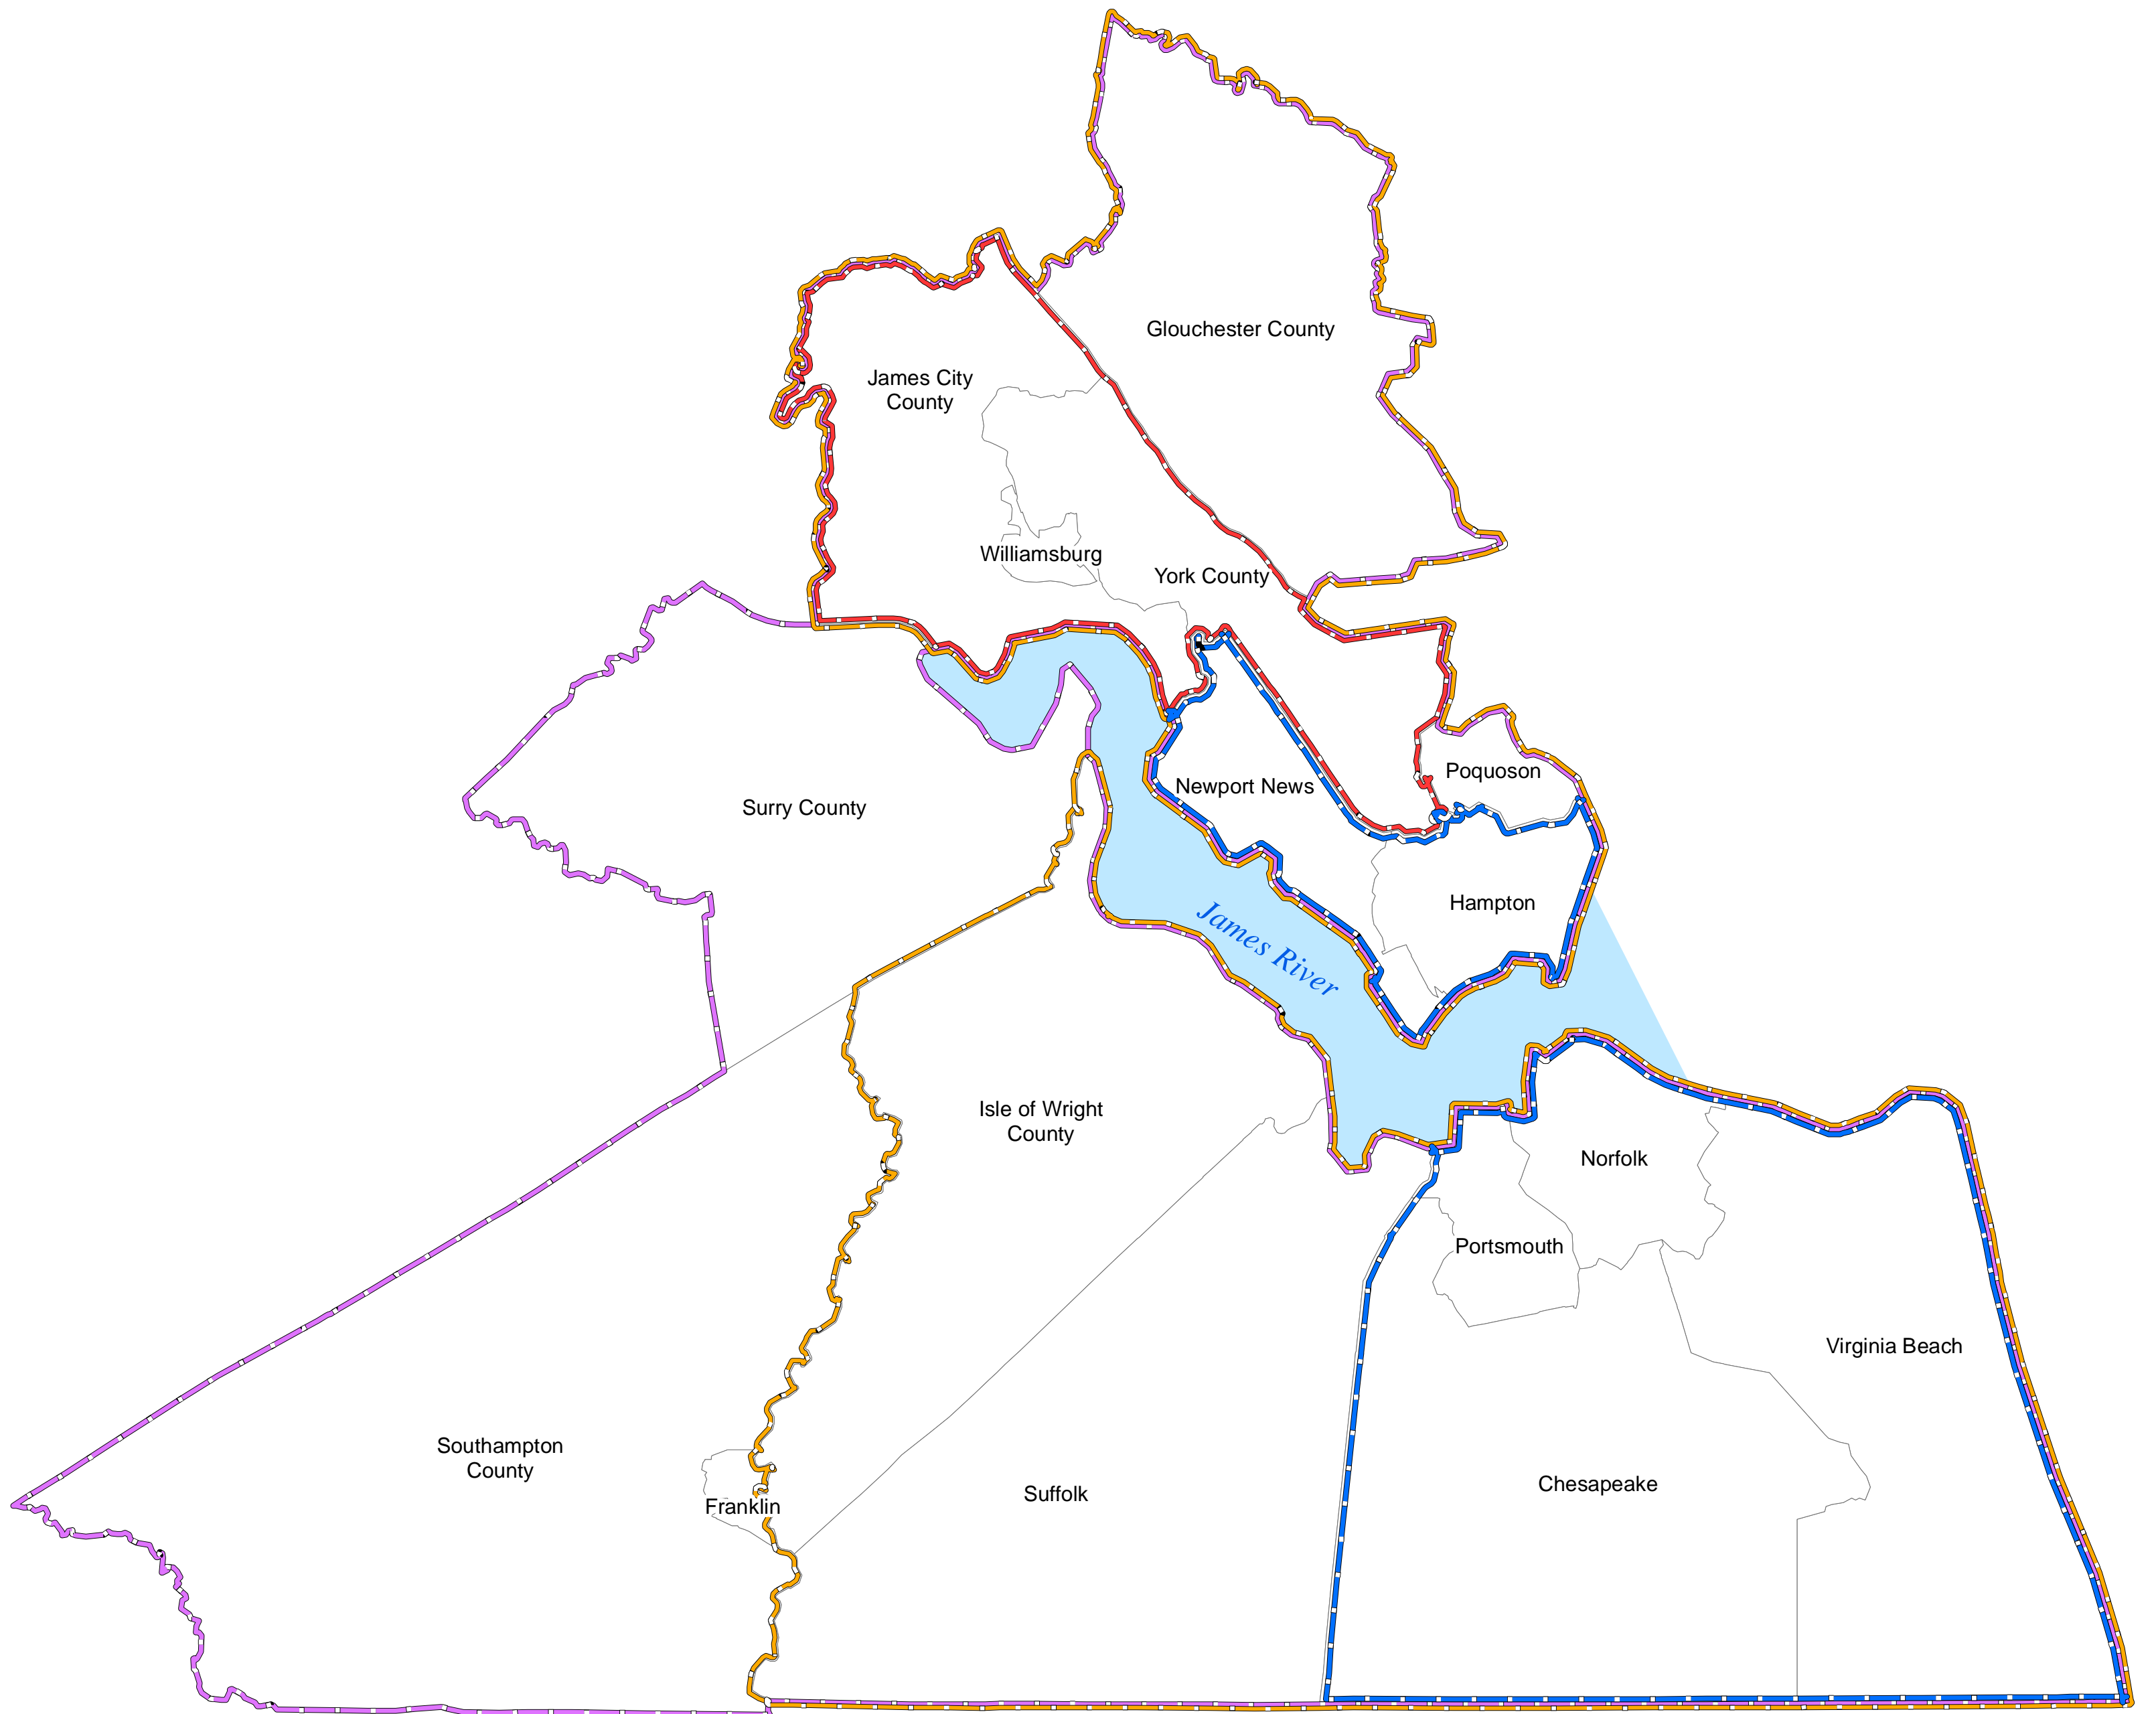 Glouchester County
James City
County
Williamsburg
York County
Poquoson
Newport News
Surry County
Hampton
James River
Isle of Wright
County
Norfolk
Portsmouth
Virginia Beach
Southampton
County
Chesapeake
Suffolk
Franklin